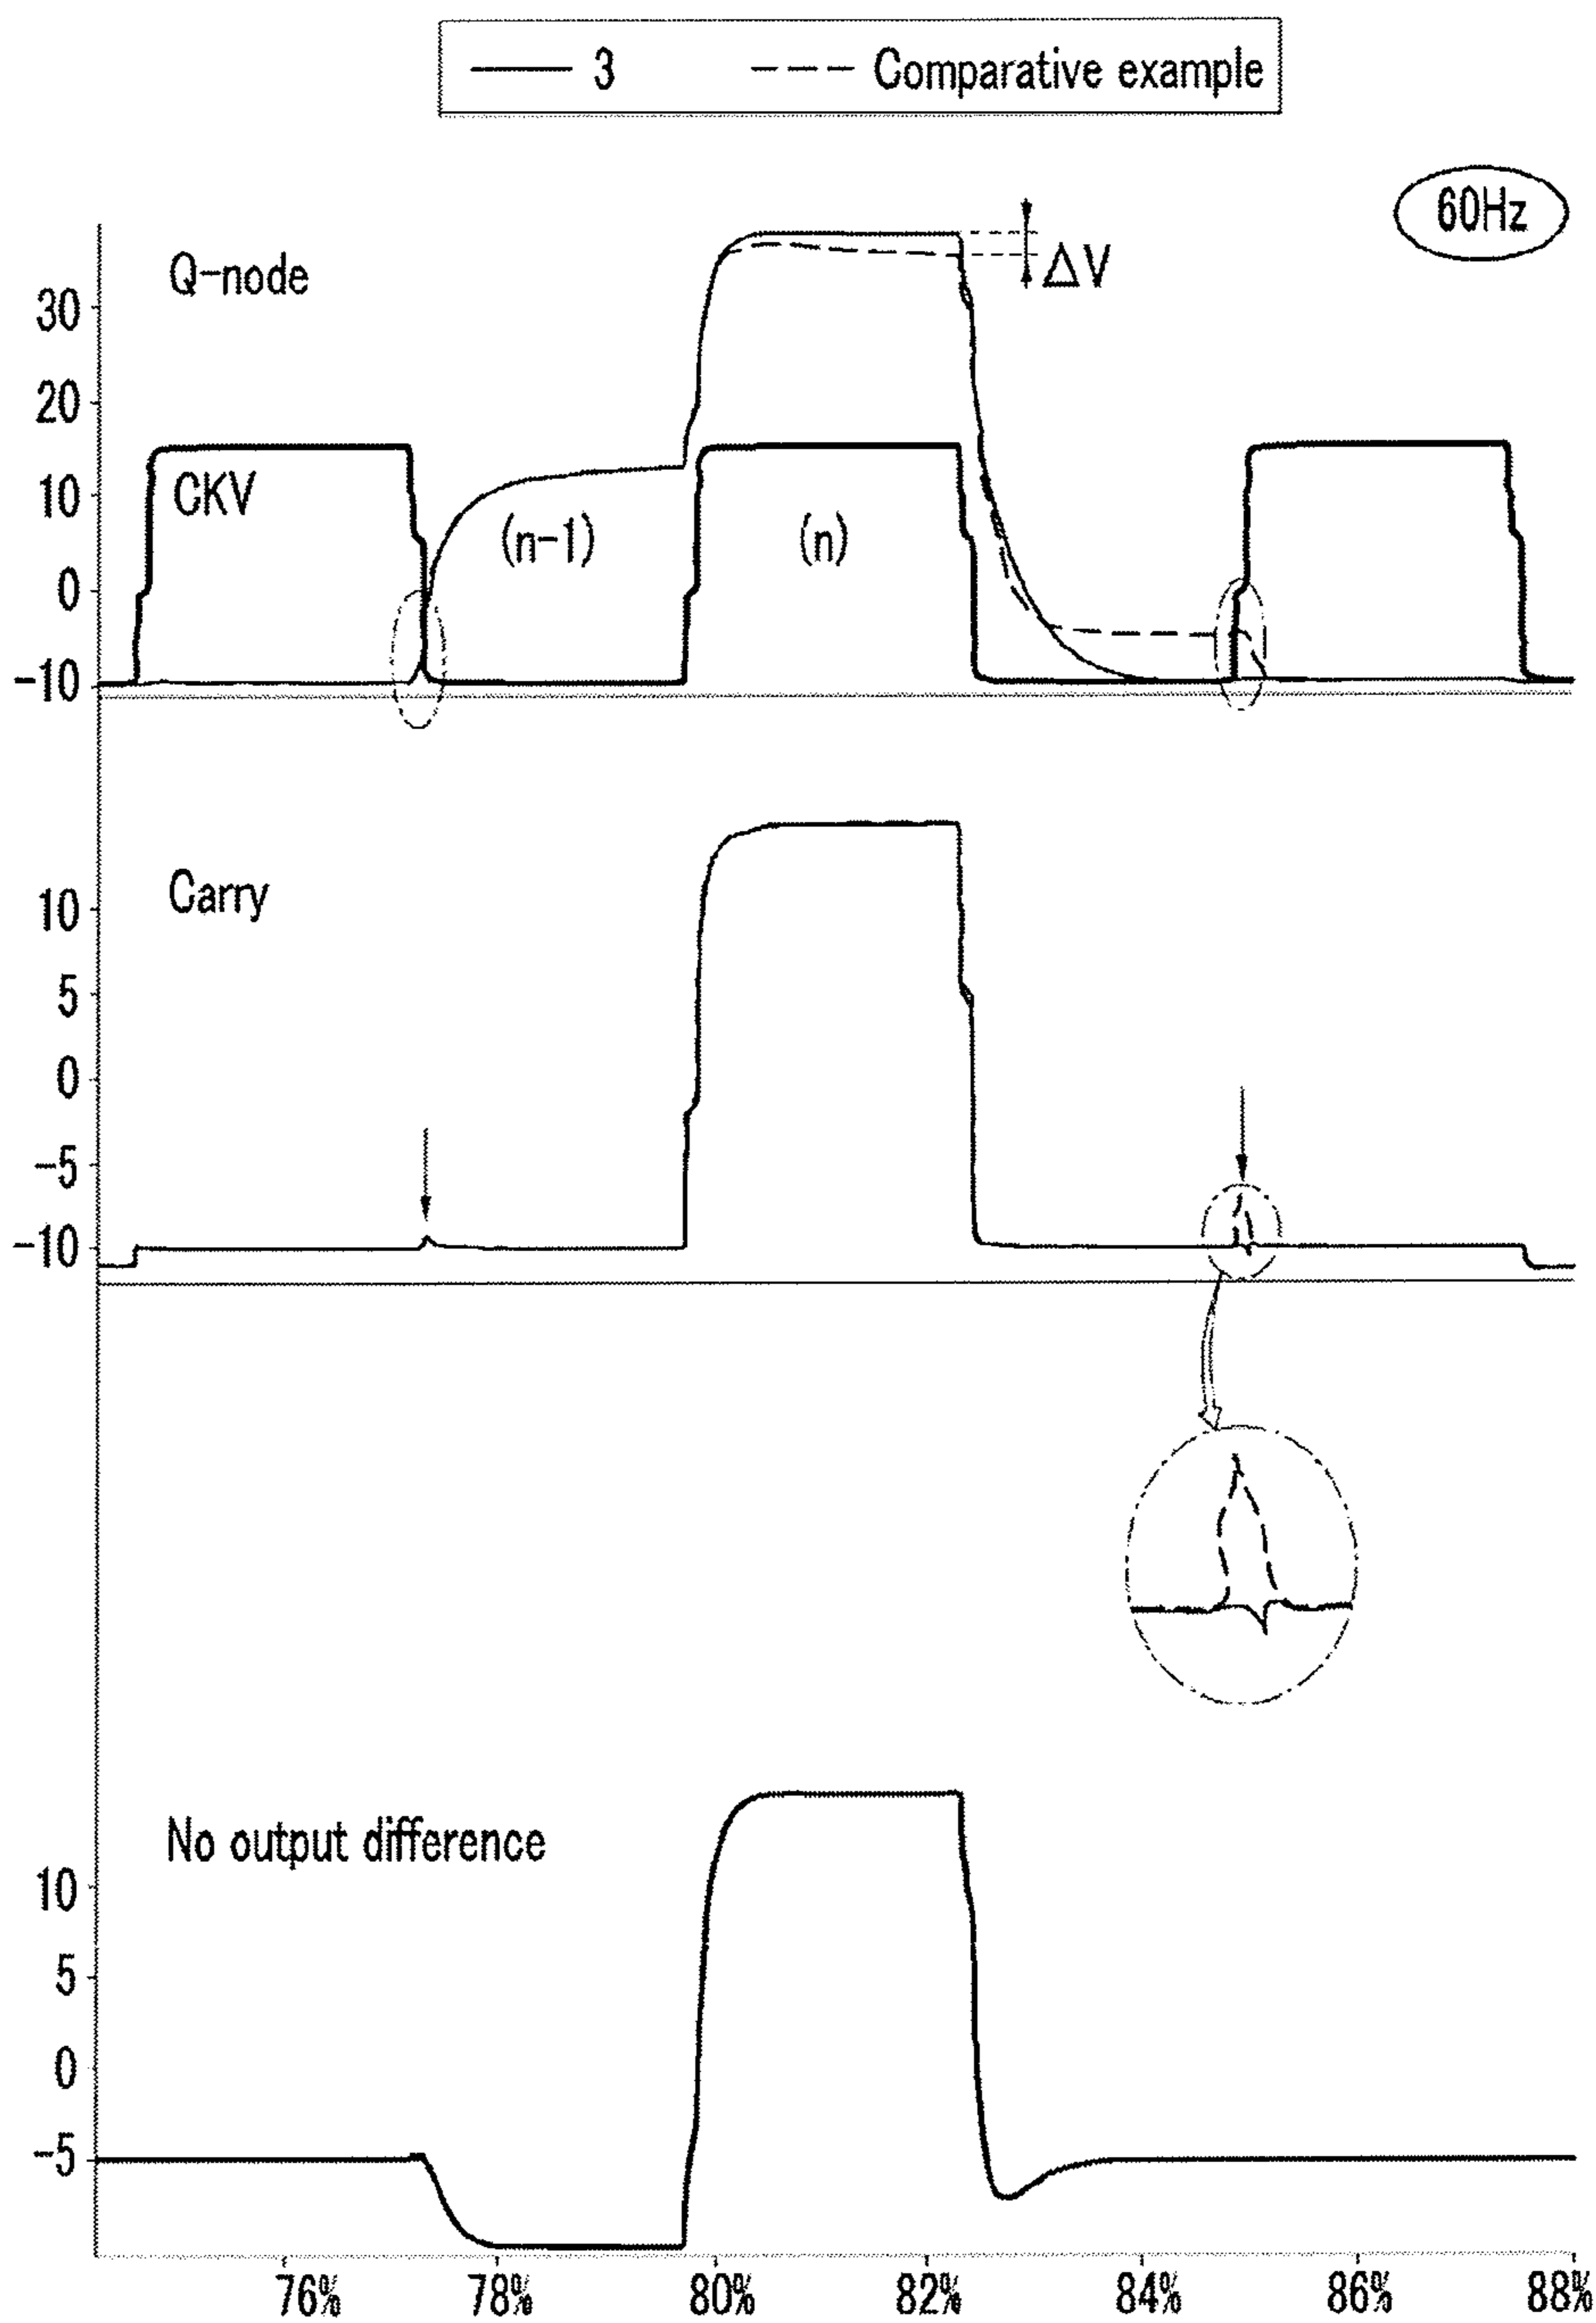 3 Comparative example
60Hz
Q-node
ΔV
30
20
10
0
-10
CKV
(n-1)
(n)
Carry
10
5
0
-5
-10
No output difference
10
5
0
-5
76% 78% 80% 82% 84% 86% 88%